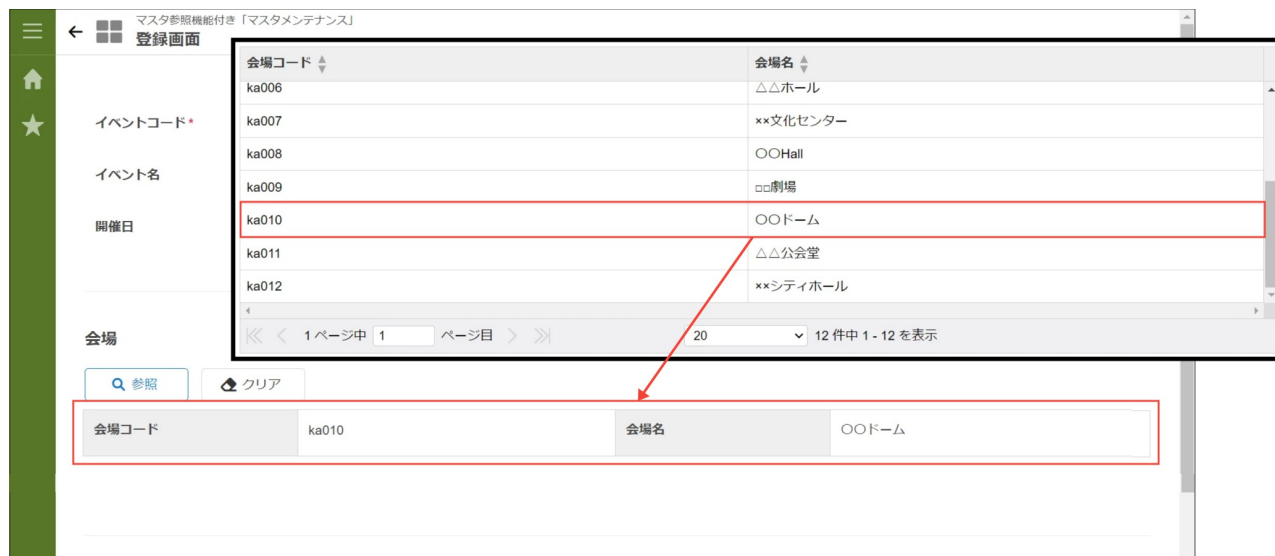 マスタ参照機能付き「マスタメンテナンス」
登録画面
会場コード 会場名
ka006 △△ホール
イベントコード* ka007 ××文化センター
ka008 〇〇Hall
イベント名
ka009 □□劇場
開催日 ka010 〇〇ドーム
ka011 △△公会堂
ka012 ××シティホール
1 ページ中 1 ページ目 20 12 件中 1 - 12 を表示
会場
参照 クリア
会場コード ka010 会場名 〇〇ドーム